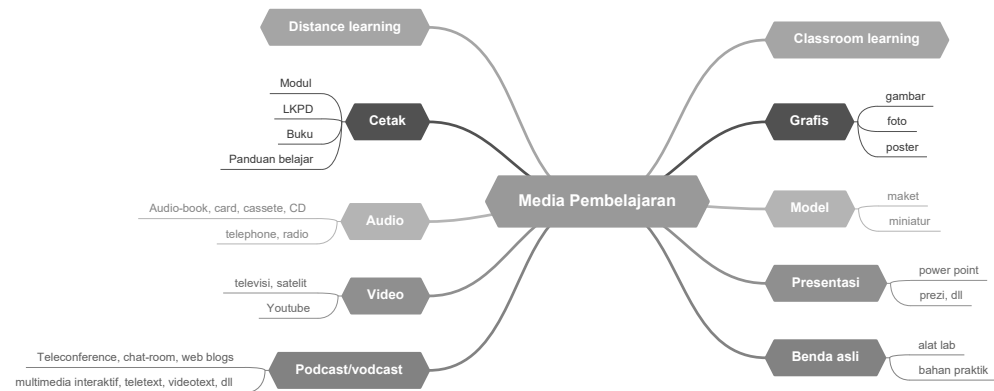 Distance learning
Modul
LKPD
Buku
Panduan belajar
Cetak
Audio-book, card, cassete, CD
telephone, radio
Audio
televisi, satelit
Youtube
Video
Teleconference, chat-room, web blogs
multimedia interaktif, teletext, videotext, dll
Podcast/vodcast
Media Pembelajaran
Classroom learning
Grafis
gambar
foto
poster
Model
maket
miniatur
Presentasi
power point
prezi, dll
Benda asli
alat lab
bahan praktik